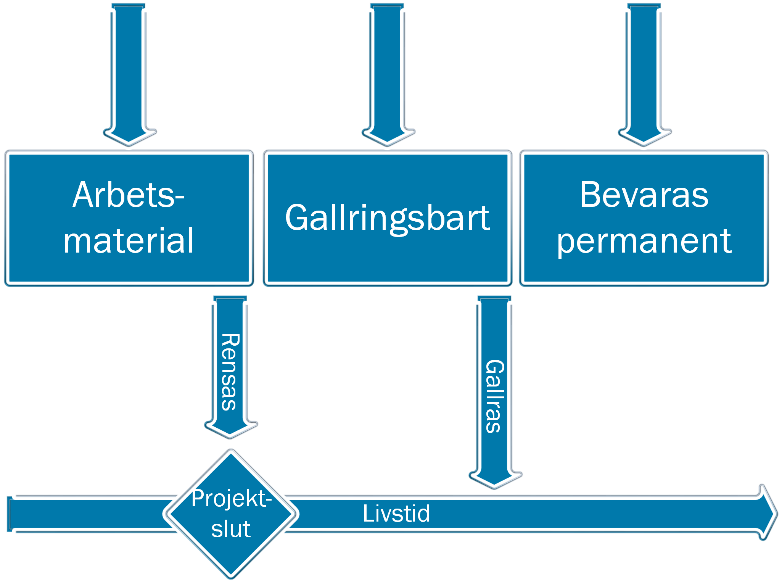 Arbets-
material
Gallringsbart
Bevaras
permanent
Rensas
Gallras
Projekt-
slut
Livstid